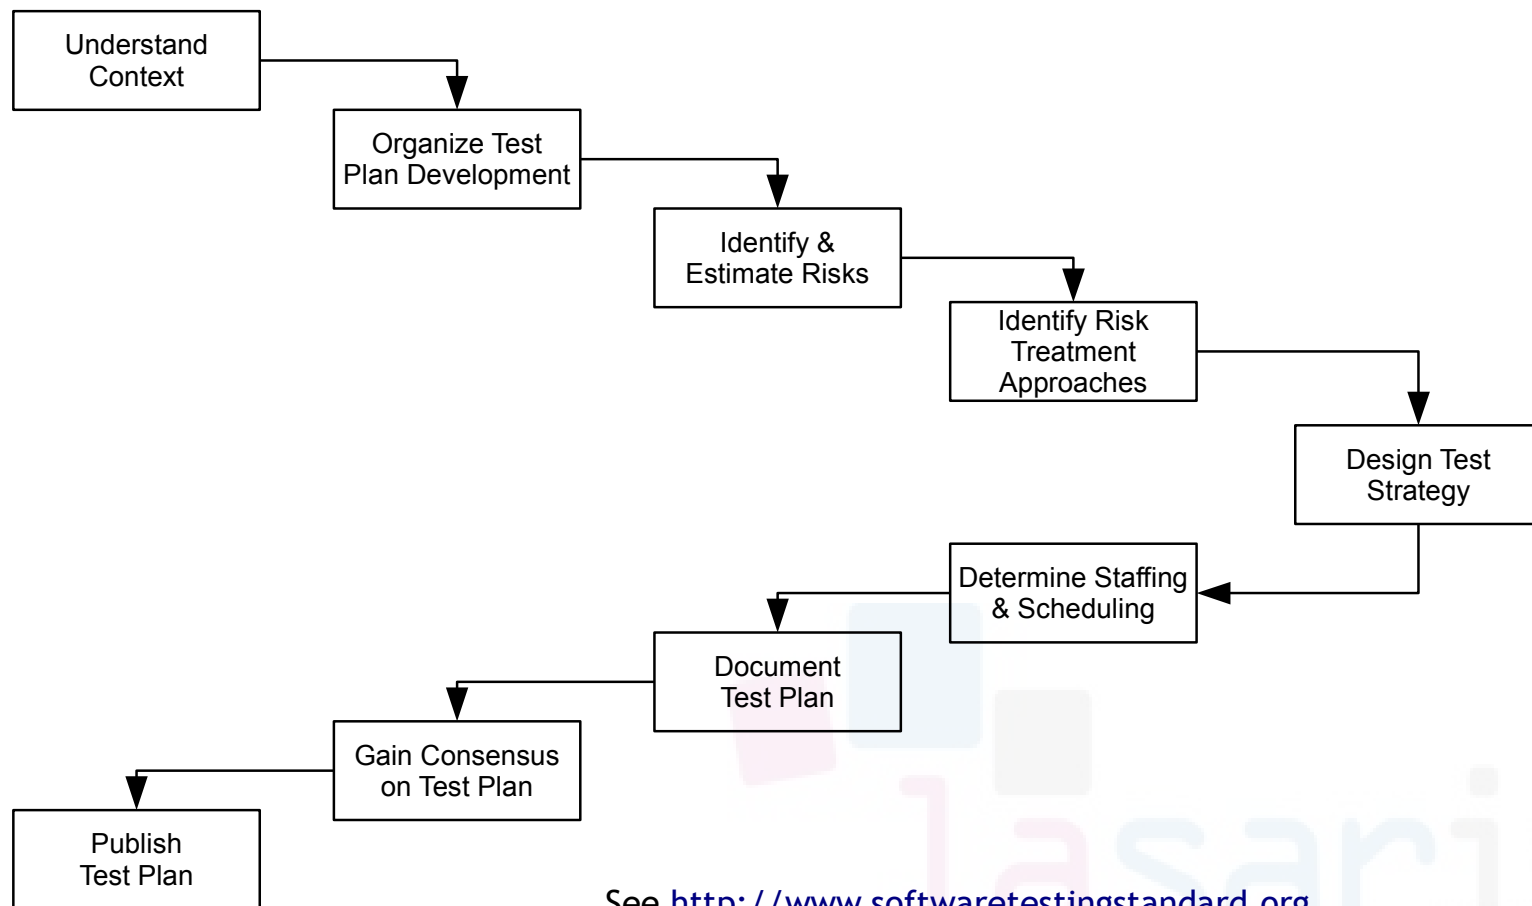 Understand
Context
Organize Test
Plan Development
Identify &
Estimate Risks
Identify Risk
Treatment
Approaches
Design Test
Strategy
Determine Staffing
& Scheduling
Document
Test Plan
Gain Consensus
on Test Plan
Publish
Test Plan
lasari
See http://www.softwaretestingstandard.org